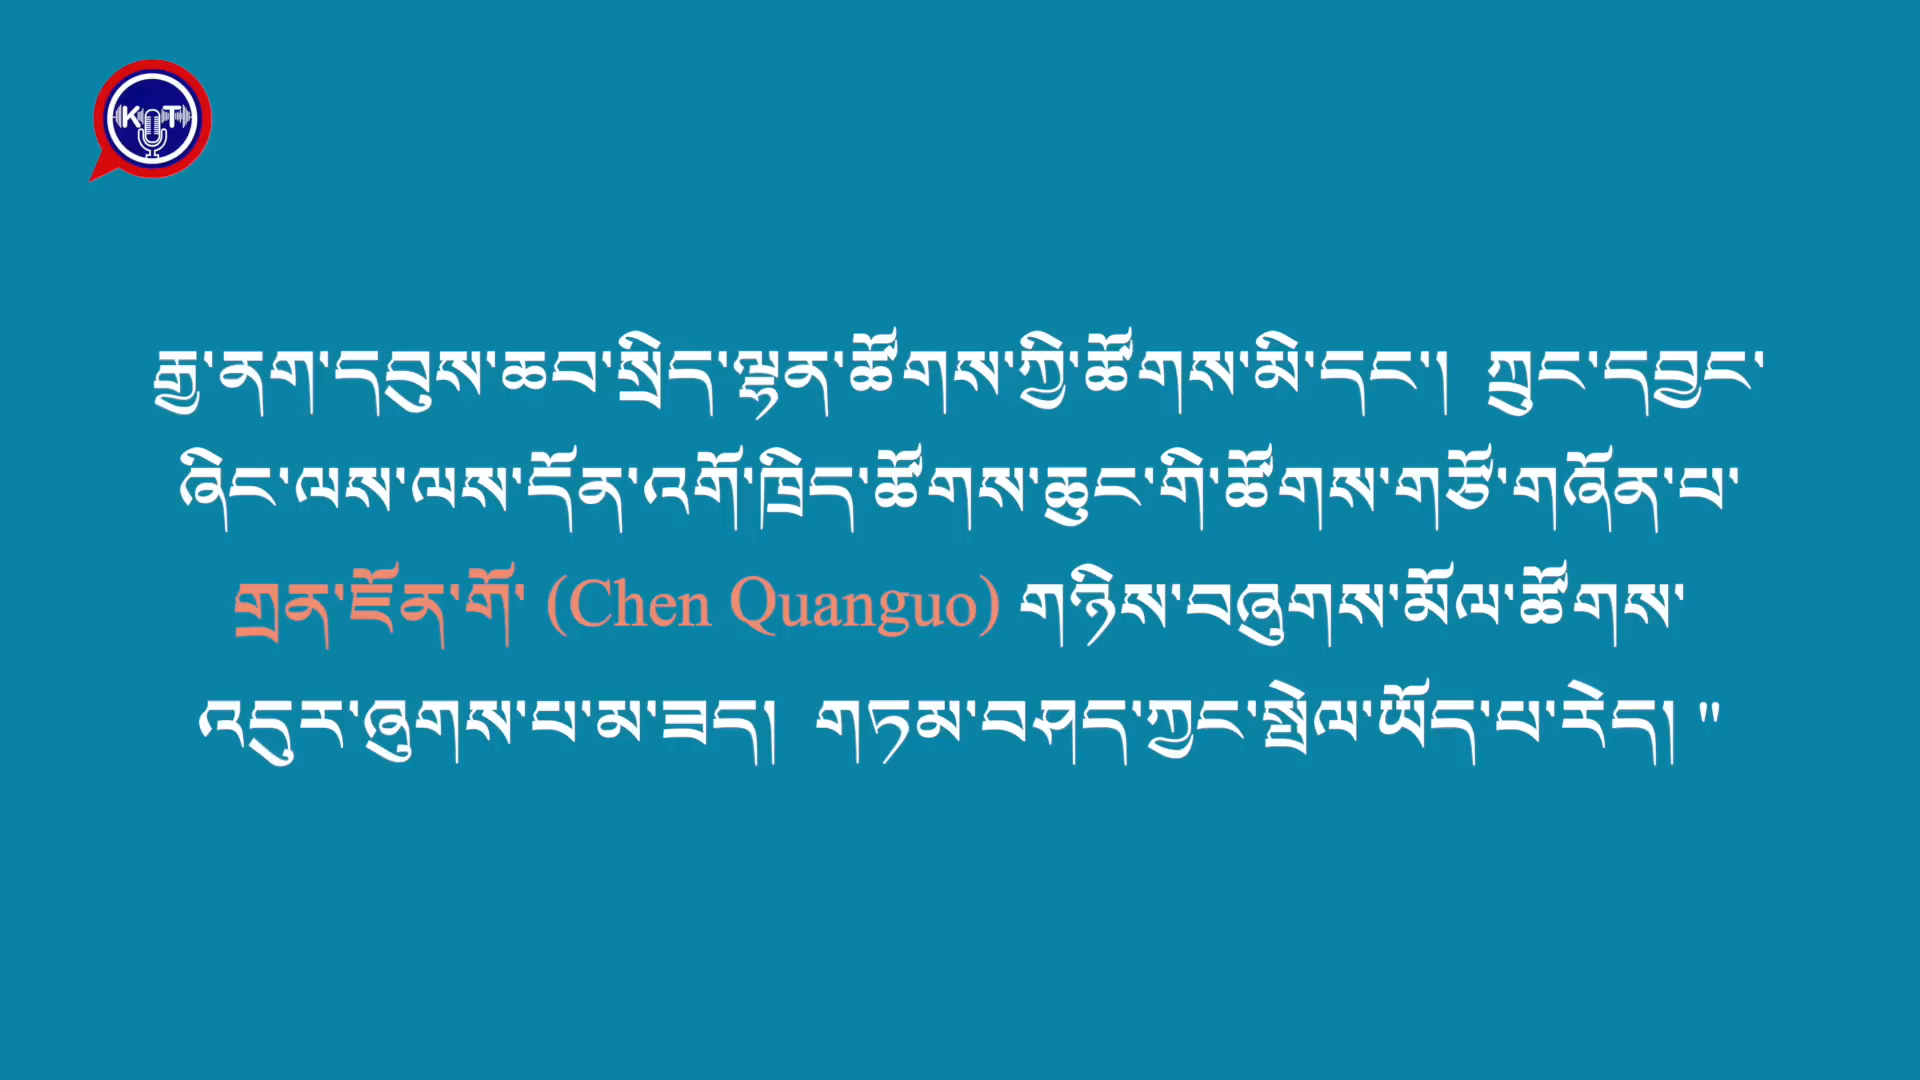 KT
རྒྱ་ནག་དབུས་ཆབ་སྲིད་ལྷན་ཚོགས་ཀྱི་ཚོགས་མི་དང་།  ཀྲུང་དབྱང་
ཞིང་ལས་ལས་དོན་འགོ་ཁྲིད་ཚོགས་ཆུང་གི་ཚོགས་གཙོ་གཞོན་པ་
གྲན་ཇོན་གོ་ (Chen Quanguo) གཉིས་བཞུགས་མོལ་ཚོགས་
འདུར་ཞུགས་པ་མ་ཟད།  གཏམ་བཤད་ཀྱང་སྤྲེལ་ཡོད་པ་རེད། "